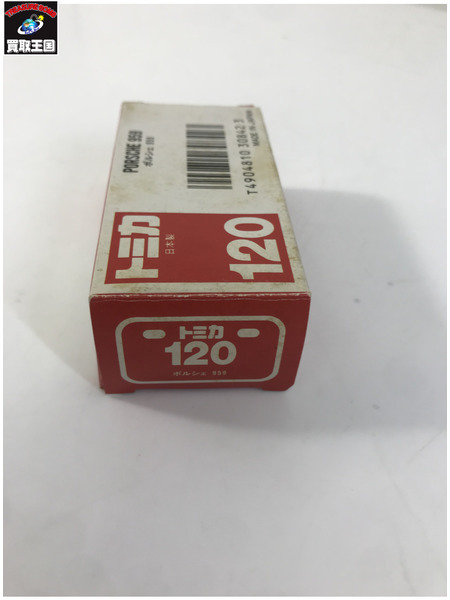 買取王国
PORSCHE 959
ポルシェ 959
T4904810 308423
MADE IN JAPAN
トミカ
日本製
120
トミカ
120
ポルシェ 959